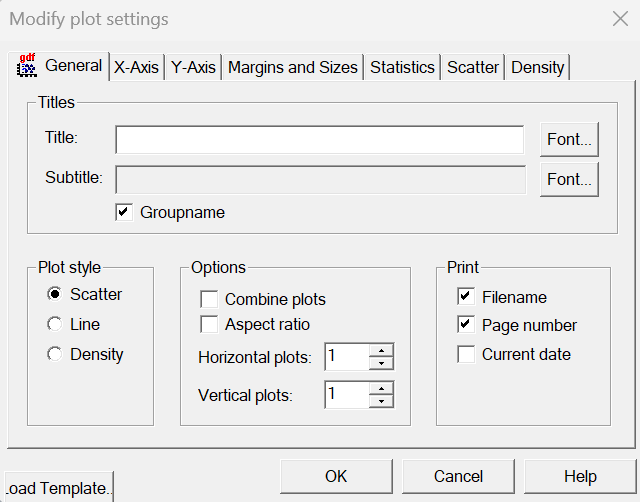 Modify plot settings
gdf
General X-Axis Y-Axis Margins and Sizes Statistics Scatter Density
Titles
Title: Font...
Subtitle: Font...
Groupname
Plot style
Scatter
Line
Density
Options
Combine plots
Aspect ratio
Horizontal plots: 1
Vertical plots: 1
Print
Filename
Page number
Current date
oad Template.. OK Cancel Help